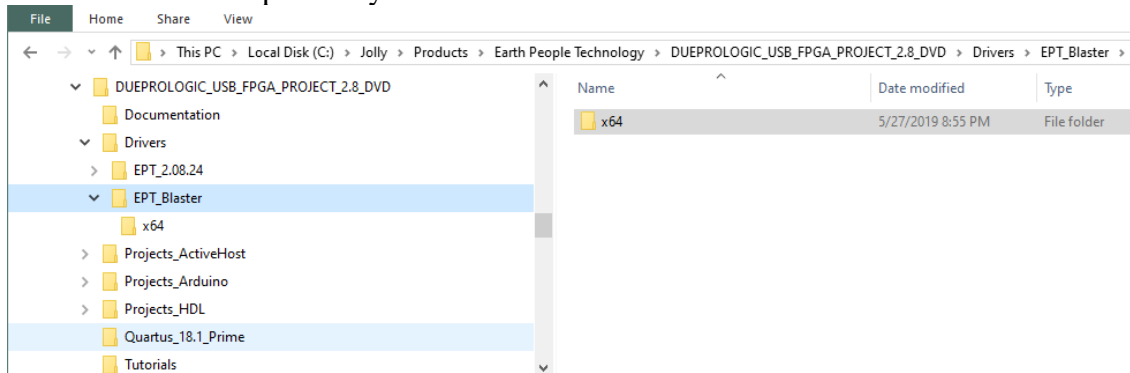 File Home Share View
This PC > Local Disk (C:) > Jolly > Products > Earth People Technology > DUEPROLOGIC_USB_FPGA_PROJECT_2.8_DVD > Drivers > EPT_Blaster >
DUEPROLOGIC_USB_FPGA_PROJECT_2.8_DVD
Documentation
Drivers
EPT_2.08.24
EPT_Blaster
x64
Projects_ActiveHost
Projects_Arduino
Projects_HDL
Quartus_18.1_Prime
Tutorials
Name Date modified Type
x64 5/27/2019 8:55 PM File folder